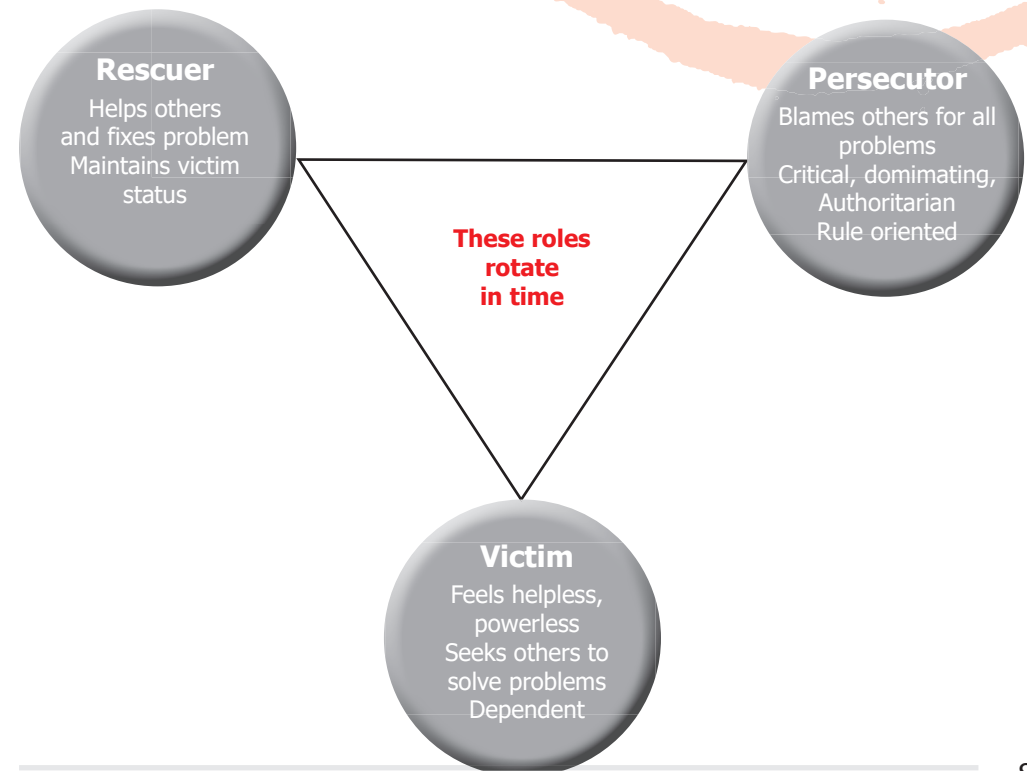 Rescuer
Helps others
and fixes problem
Maintains victim
status
Persecutor
Blames others for all
problems
Critical, domimating,
Authoritarian
Rule oriented
These roles
rotate
in time
Victim
Feels helpless,
powerless
Seeks others to
solve problems
Dependent